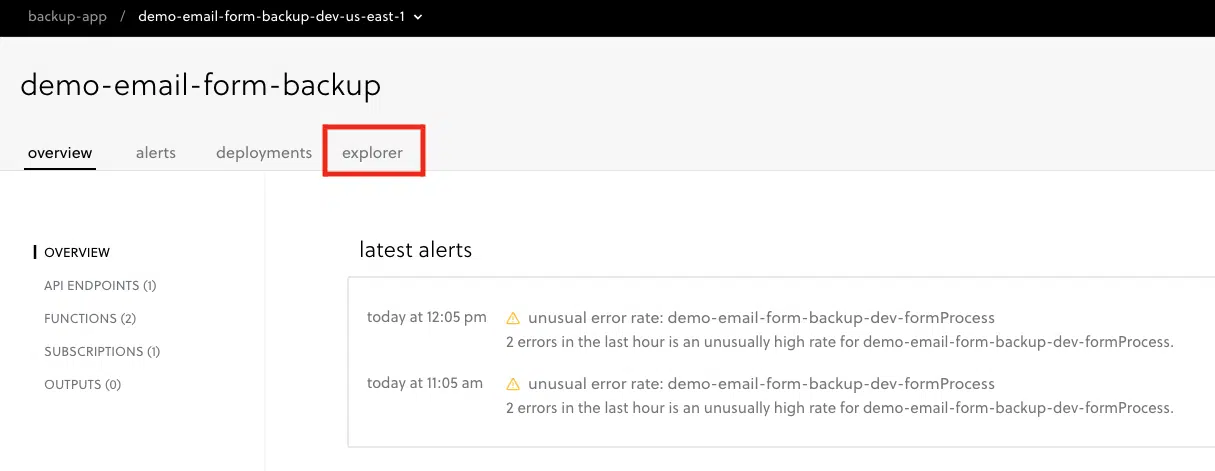 backup-app / demo-email-form-backup-dev-us-east-1
demo-email-form-backup
overview alerts deployments explorer
OVERVIEW
API ENDPOINTS (1)
FUNCTIONS (2)
SUBSCRIPTIONS (1)
OUTPUTS (0)
latest alerts
today at 12:05 pm unusual error rate: demo-email-form-backup-dev-formProcess
2 errors in the last hour is an unusually high rate for demo-email-form-backup-dev-formProcess.
today at 11:05 am unusual error rate: demo-email-form-backup-dev-formProcess
2 errors in the last hour is an unusually high rate for demo-email-form-backup-dev-formProcess.